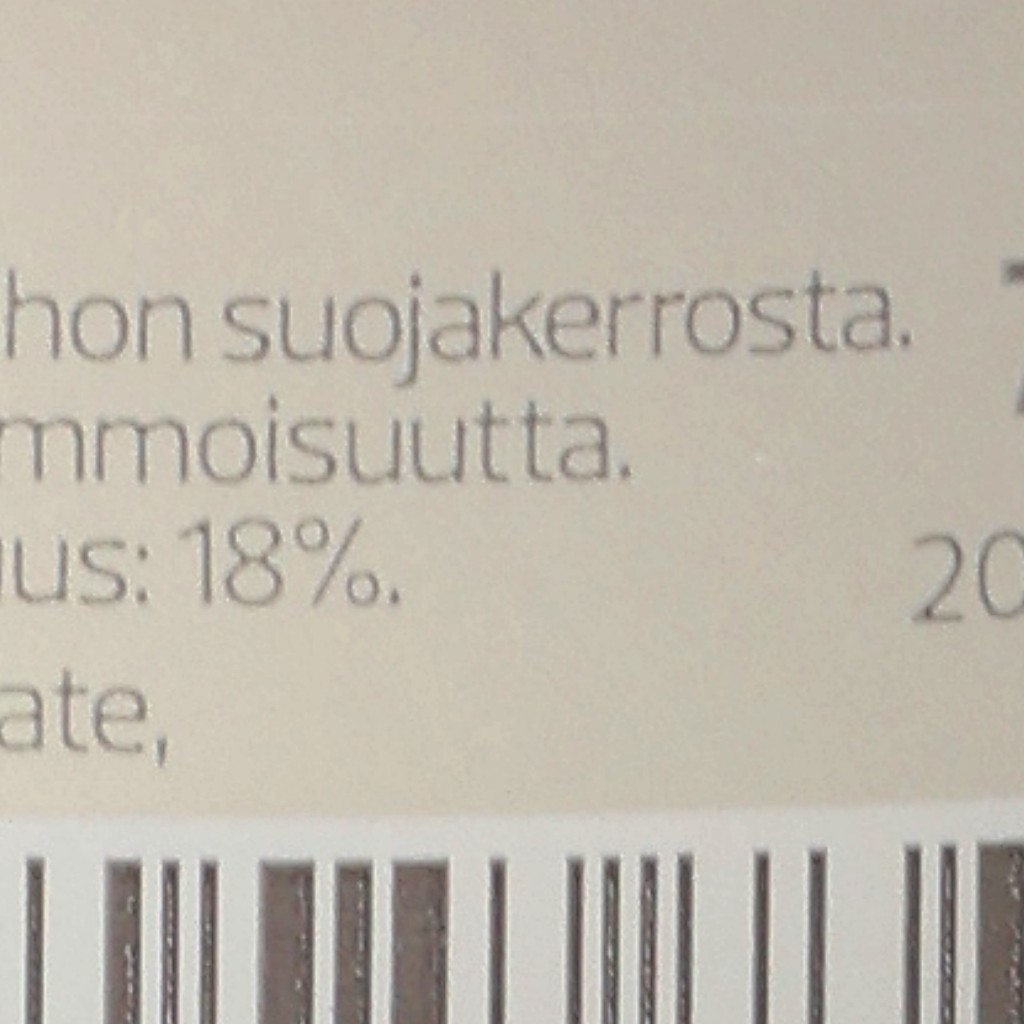 hon suojakerrosta.
mmoisuutta.
us: 18%.
20
ate,